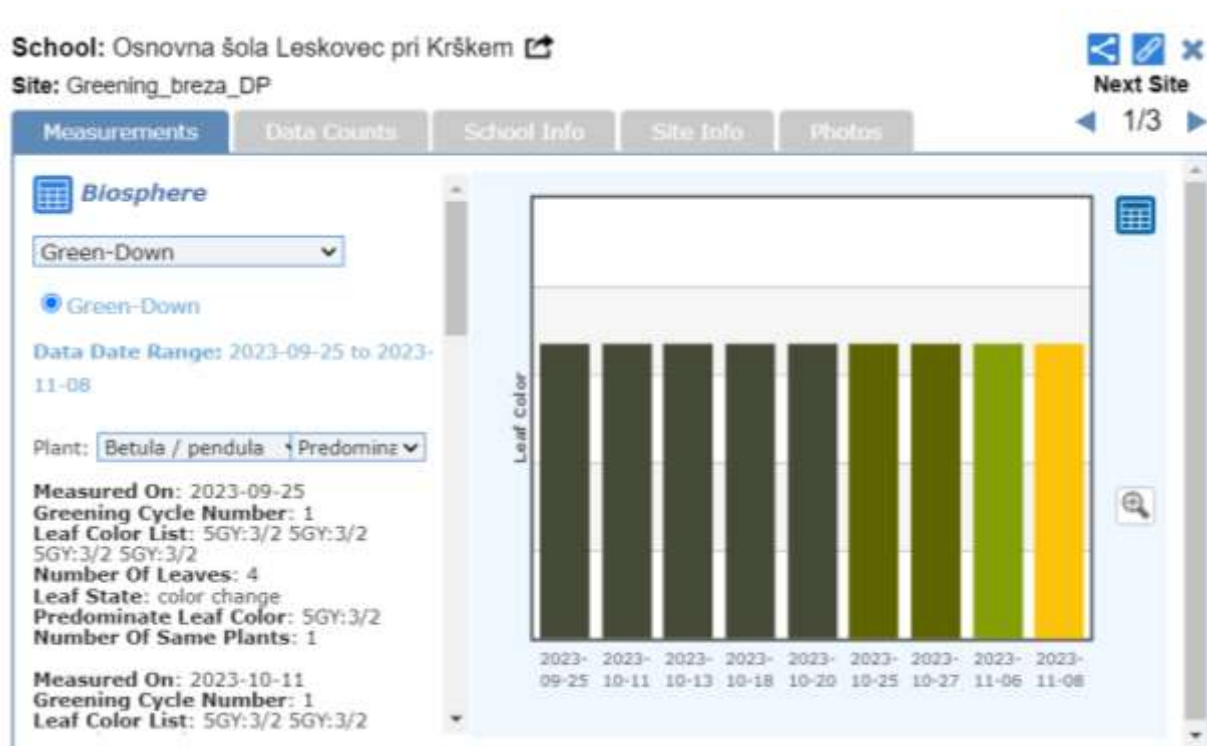 School: Osnovna šola Leskovec pri Krškem
Site: Greening_breza_DP
Next Site
1/3
Measurements
Data Counts
School Info
Site Info
Photos
Biosphere
Green-Down
Green-Down
Data Date Range: 2023-09-25 to 2023-
11-08
Plant: Betula / pendula Predomina
Measured On: 2023-09-25
Greening Cycle Number: 1
Leaf Color List: 5GY:3/2 5GY:3/2
5GY:3/2 5GY:3/2
Number Of Leaves: 4
Leaf State: color change
Predominate Leaf Color: 5GY:3/2
Number Of Same Plants: 1
Measured On: 2023-10-11
Greening Cycle Number: 1
Leaf Color List: 5GY:3/2 5GY:3/2
Leaf Color
2023- 2023- 2023- 2023- 2023- 2023- 2023- 2023- 2023-
09-25 10-11 10-13 10-18 10-20 10-25 10-27 11-06 11-08